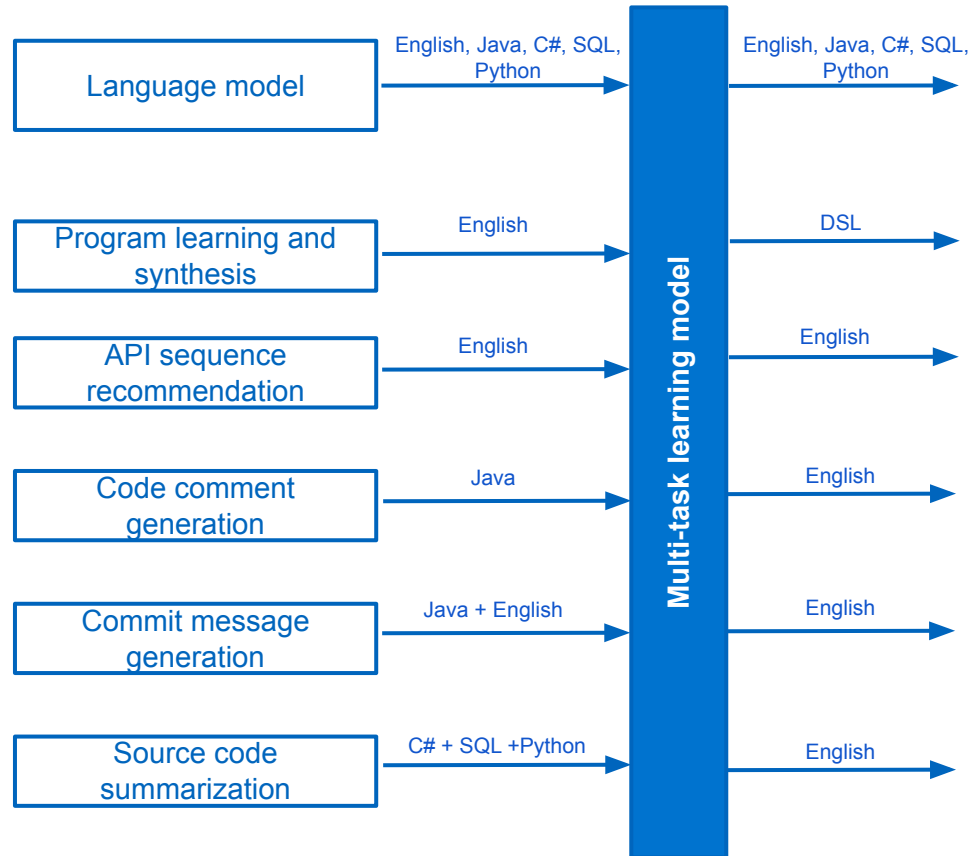 English, Java, C#, SQL,
Python
English, Java, C#, SQL,
Python
Language model
Program learning and
synthesis
English
DSL
API sequence
recommendation
English
English
Code comment
generation
Java
English
Commit message
generation
Java + English
English
Source code
summarization
C# + SQL +Python
English
Multi-task learning model